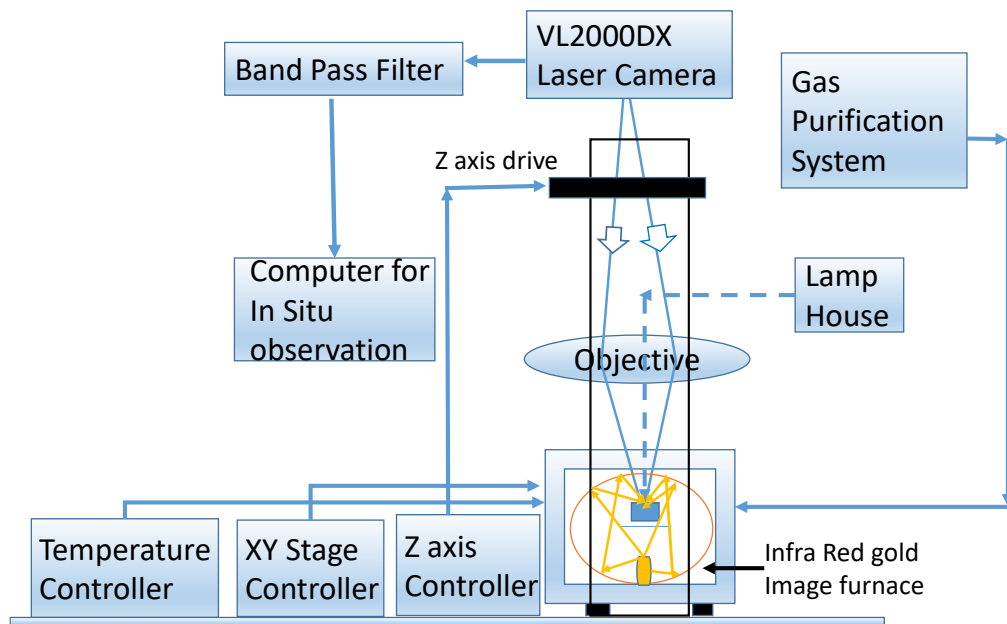 VL2000DX
Laser Camera
Band Pass Filter
Gas
Purification
System
Z axis drive
Computer for
In Situ
observation
Lamp
House
Objective
Temperature
Controller
XY Stage
Controller
Z axis
Controller
Infra Red gold
Image furnace